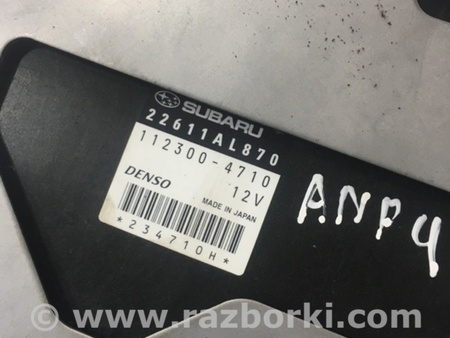 SUBARU
22611AL870
112300-4710
DENSO 12V
MADE IN JAPAN
*234710H*
ANP4
© www.razborki.com/